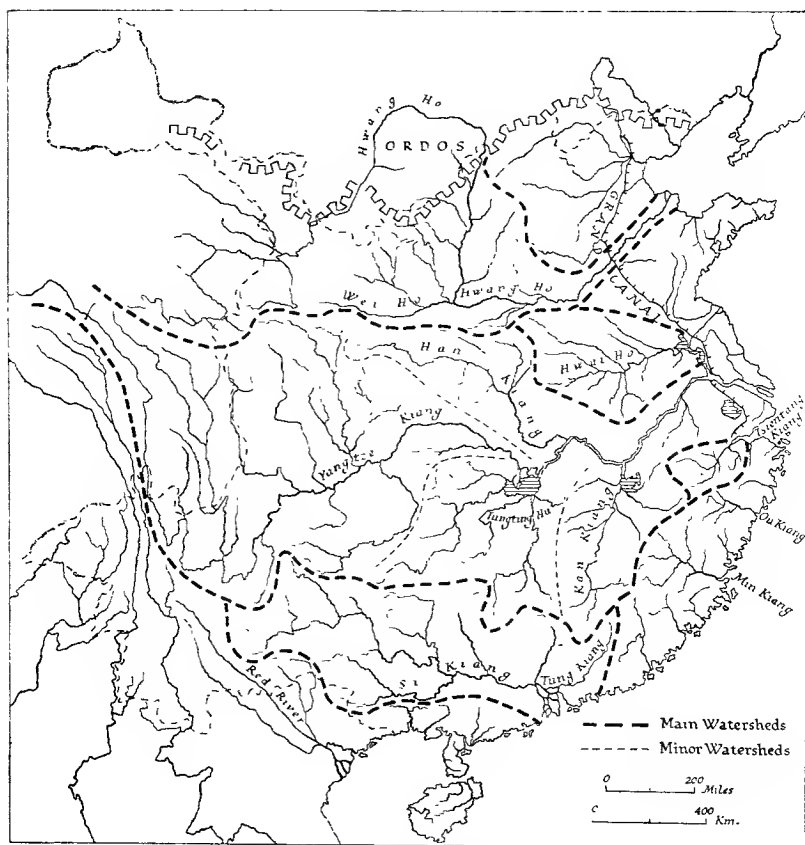 Hwang Ho
ORDOS
GRAND CANAL
Wei Ho
Hwang Ho
Han Kiang
Hwai Ho
Yangtze Kiang
Tsientang Kiang
Tungting Hu
Kan Kiang
Ou Kiang
Min Kiang
Si Kiang
Tung Kiang
Red River
Main Watersheds
Minor Watersheds
0 200
Miles
400
Km.